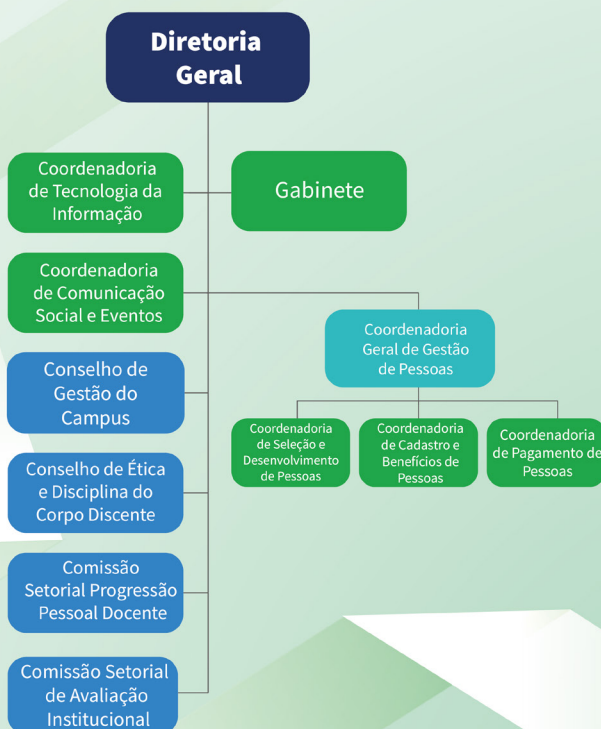 Diretoria
Geral
Coordenadoria
de Tecnologia da
Informação
Gabinete
Coordenadoria
de Comunicação
Social e Eventos
Coordenadoria
Geral de Gestão
de Pessoas
Conselho de
Gestão do
Campus
Coordenadoria
de Seleção e
Desenvolvimento
de Pessoas
Coordenadoria
de Cadastro e
Benefícios de
Pessoas
Coordenadoria
de Pagamento de
Pessoas
Conselho de Ética
e Disciplina do
Corpo Discente
Comissão
Setorial Progressão
Pessoal Docente
Comissão Setorial
de Avaliação
Institucional